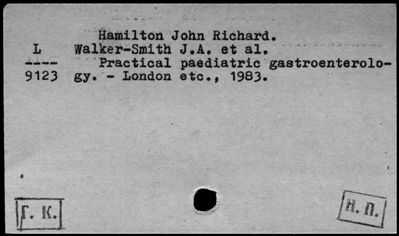 Hamilton John Richard.
L Walker-Smith J.A. et al.
---- Practical paediatric gastroenterolo-
9123 gy. - London etc., 1983.
Г. К.
Н. П.